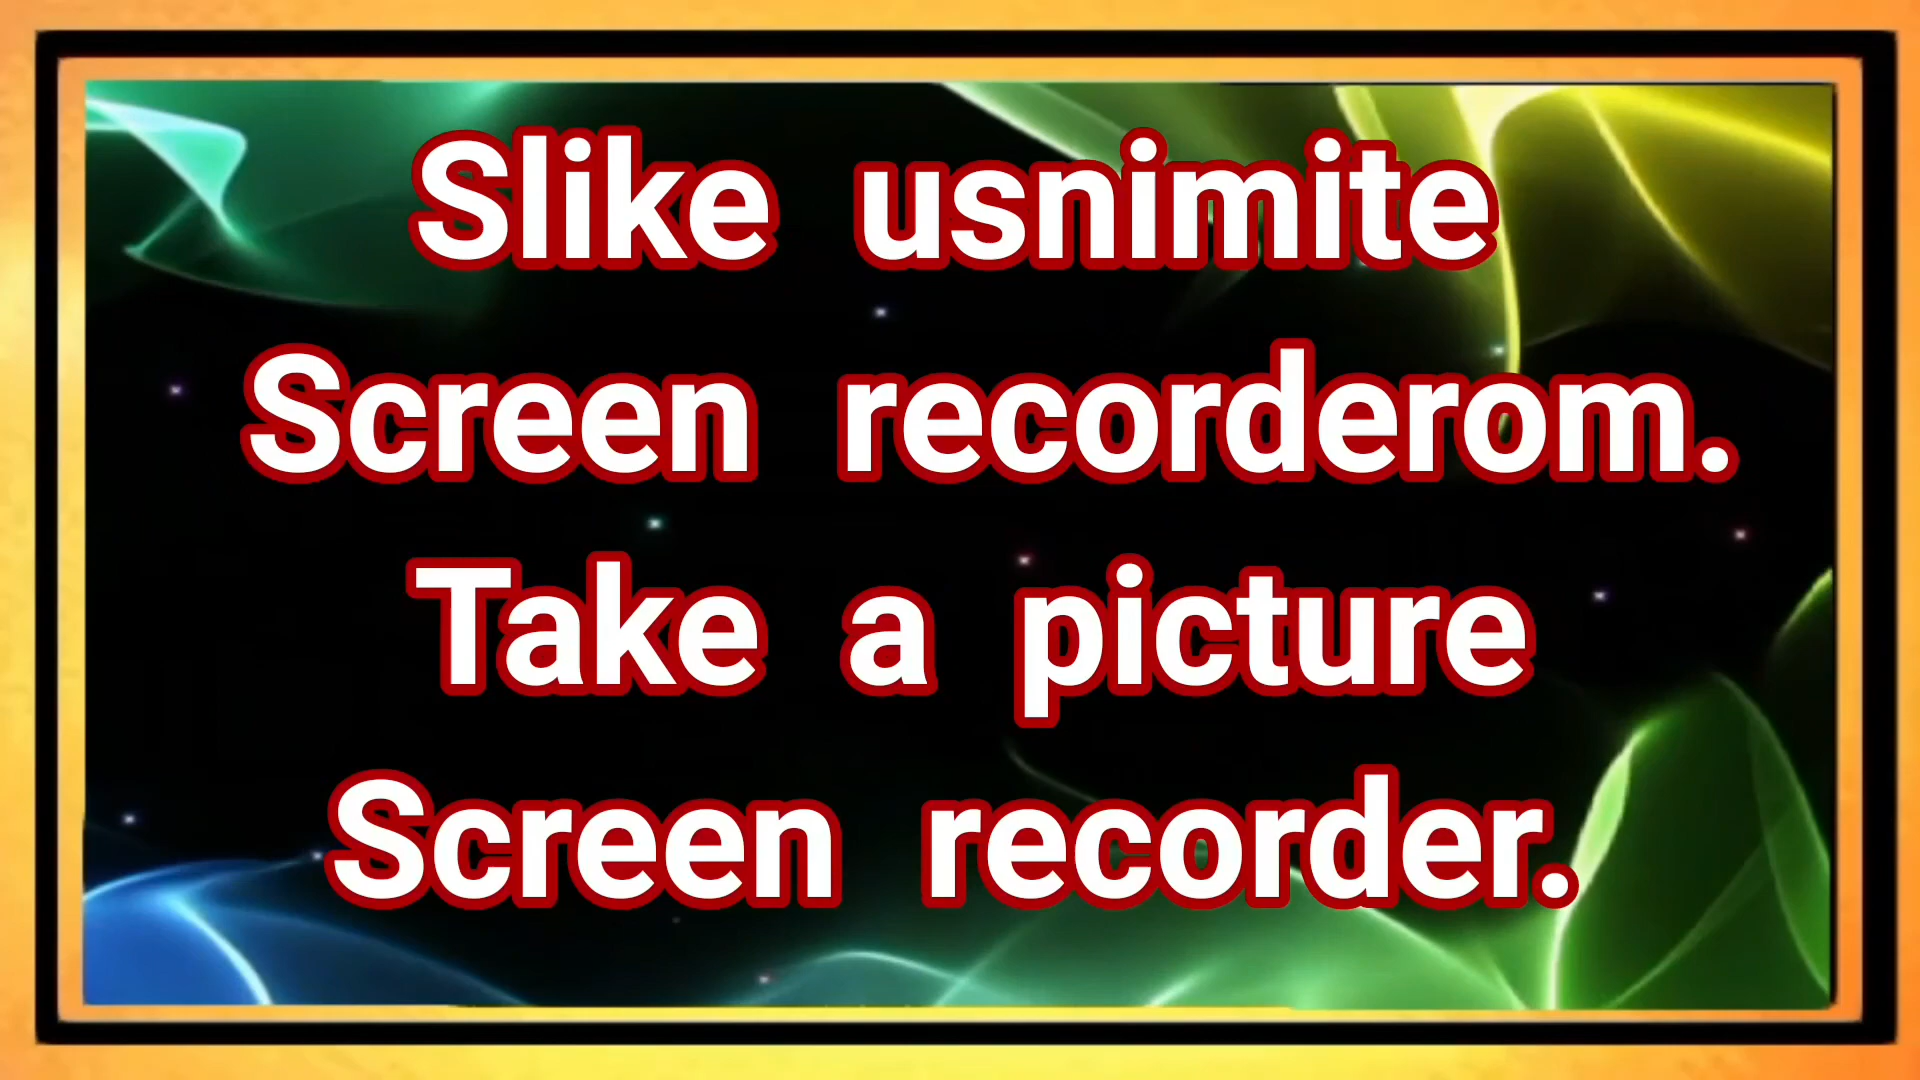 Slike usnimite
Screen recorderom.
Take a picture
Screen recorder.